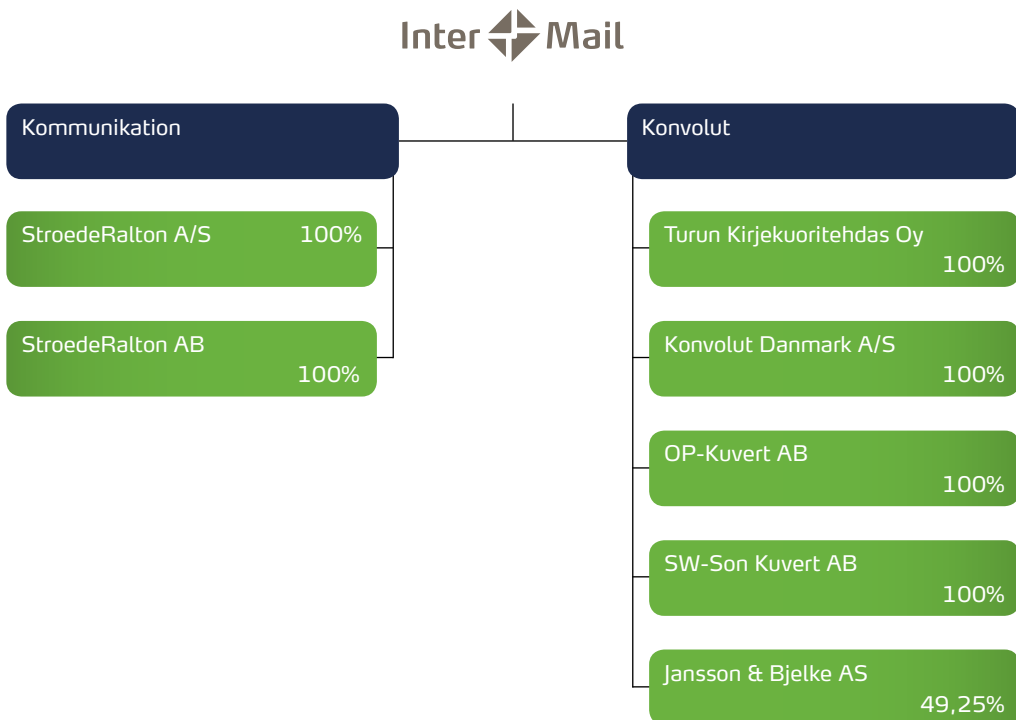 Inter Mail
Kommunikation
StroedeRalton A/S 100%
StroedeRalton AB
100%
Konvolut
Turun Kirjekuoritehdas Oy
100%
Konvolut Danmark A/S
100%
OP-Kuvert AB
100%
SW-Son Kuvert AB
100%
Jansson & Bjelke AS
49,25%